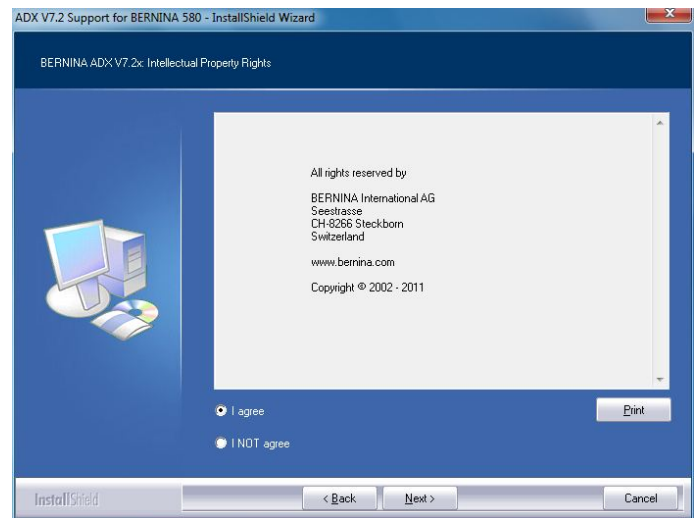 ADX V7.2 Support for BERNINA 580 - InstallShield Wizard
BERNINA ADX V7.2x: Intellectual Property Rights
All rights reserved by
BERNINA International AG
Seestrasse
CH-8266 Steckborn
Switzerland
www.bernina.com
Copyright © 2002 - 2011
I agree
Print
I NOT agree
InstallShield
< Back
Next >
Cancel